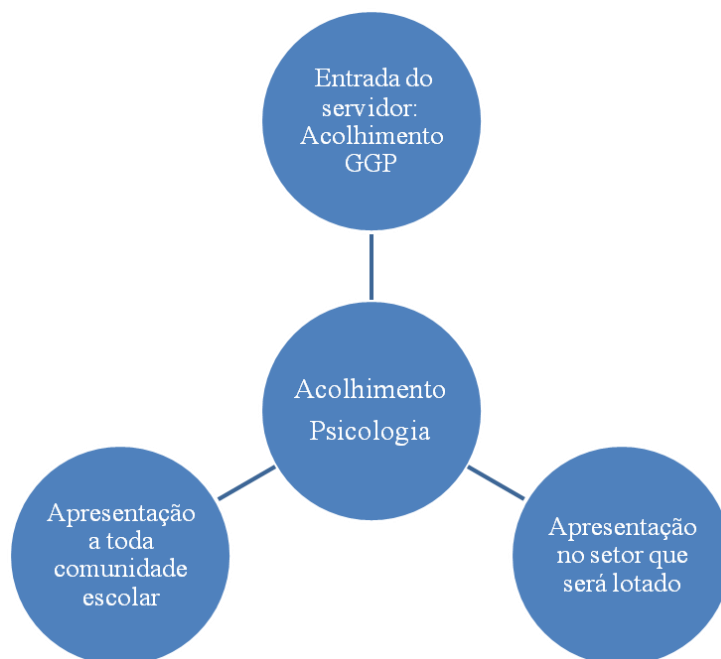 Entrada do
servidor:
Acolhimento
GGP
Acolhimento
Psicologia
Apresentação
a toda
comunidade
escolar
Apresentação
no setor que
será lotado